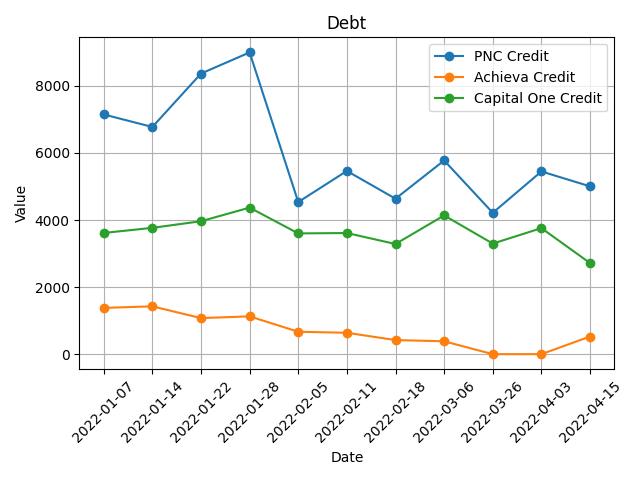 Debt
PNC Credit
Achieva Credit
Capital One Credit
8000
6000
4000
2000
0
Value
2022-01-07
2022-01-14
2022-01-22
2022-01-28
2022-02-05
2022-02-11
2022-02-18
2022-03-06
2022-03-26
2022-04-03
2022-04-15
Date